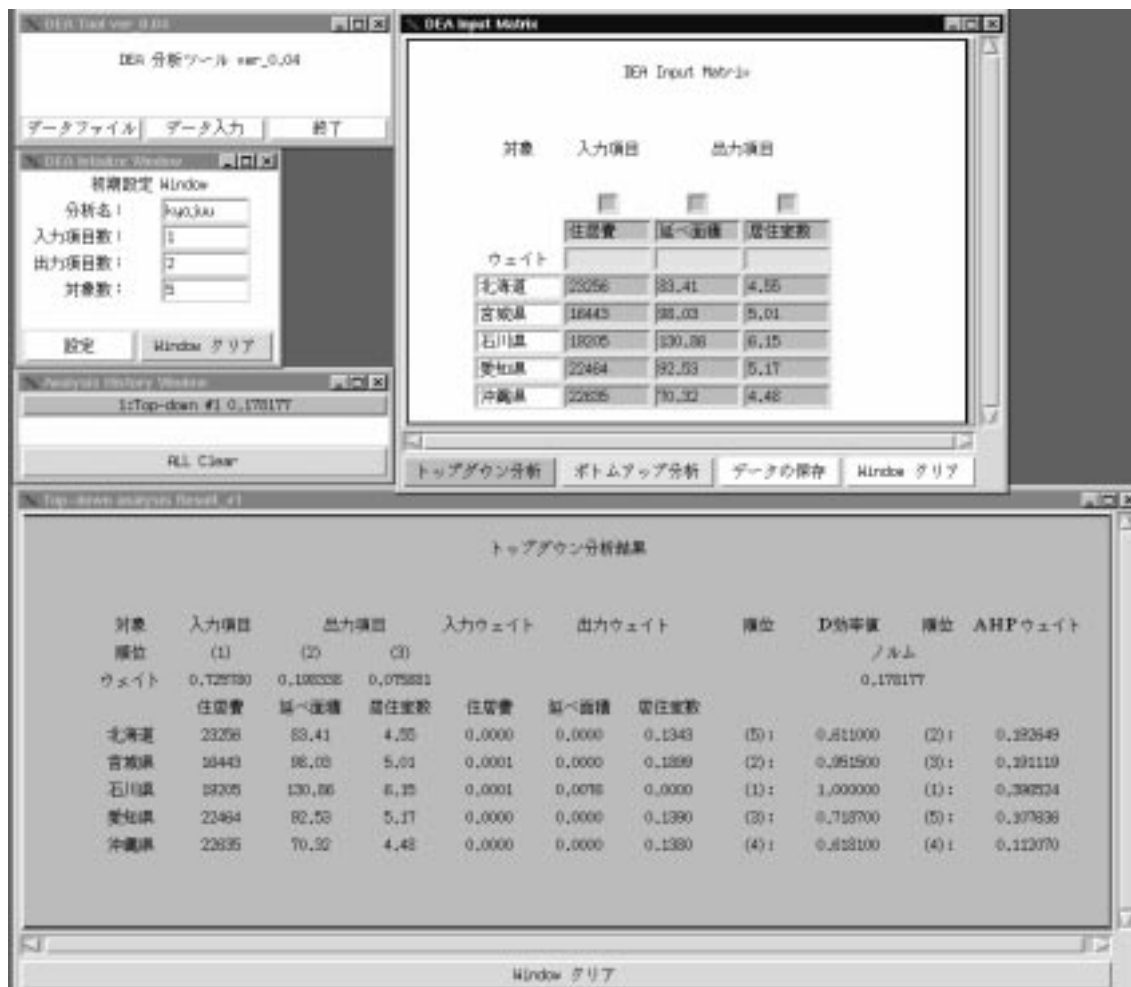 DEA Tool ver_0.04
DEA 分析ツール ver_0.04
データファイル データ入力 終了
DEA Initialize Window
初期設定 Window
分析名: kyojuu
入力項目数: 1
出力項目数: 2
対象数: 5
設定 Window クリア
Analysis History Window
1:Top-down #1 0.178177
ALL Clear
DEA Input Matrix
DEA Input Matrix
対象 入力項目 出力項目
住居費 延べ面積 居住室数
ウェイト
北海道 23256 83.41 4.55
宮城県 16443 98.03 5.01
石川県 19205 130.86 6.15
愛知県 22464 92.53 5.17
沖縄県 22635 70.32 4.48
トップダウン分析 ボトムアップ分析 データの保存 Window クリア
Top-down analysis Result_#1
トップダウン分析結果
対象 入力項目 出力項目 入力ウェイト 出力ウェイト 順位 D効率値 順位 AHPウェイト
順位 (1) (2) (3) ノルム
ウェイト 0.198338 0.178177
住居費 延べ面積 居住室数 住居費 延べ面積 居住室数
北海道 23256 83.41 4.55 0.0000 0.0000 0.1343 (5): 0.611000 (2): 0.192649
宮城県 16443 98.03 5.01 0.0001 0.0000 0.1899 (2): 0.951500 (3): 0.191119
石川県 19205 130.86 6.15 0.0001 0.0076 0.0000 (1): 1.000000 (1):
愛知県 22464 92.53 5.17 0.0000 0.0000 0.1390 (3): 0.718700 (5):
沖縄県 22635 70.32 4.48 0.0000 0.0000 0.1380 (4): 0.618100 (4): 0.112070
Window クリア